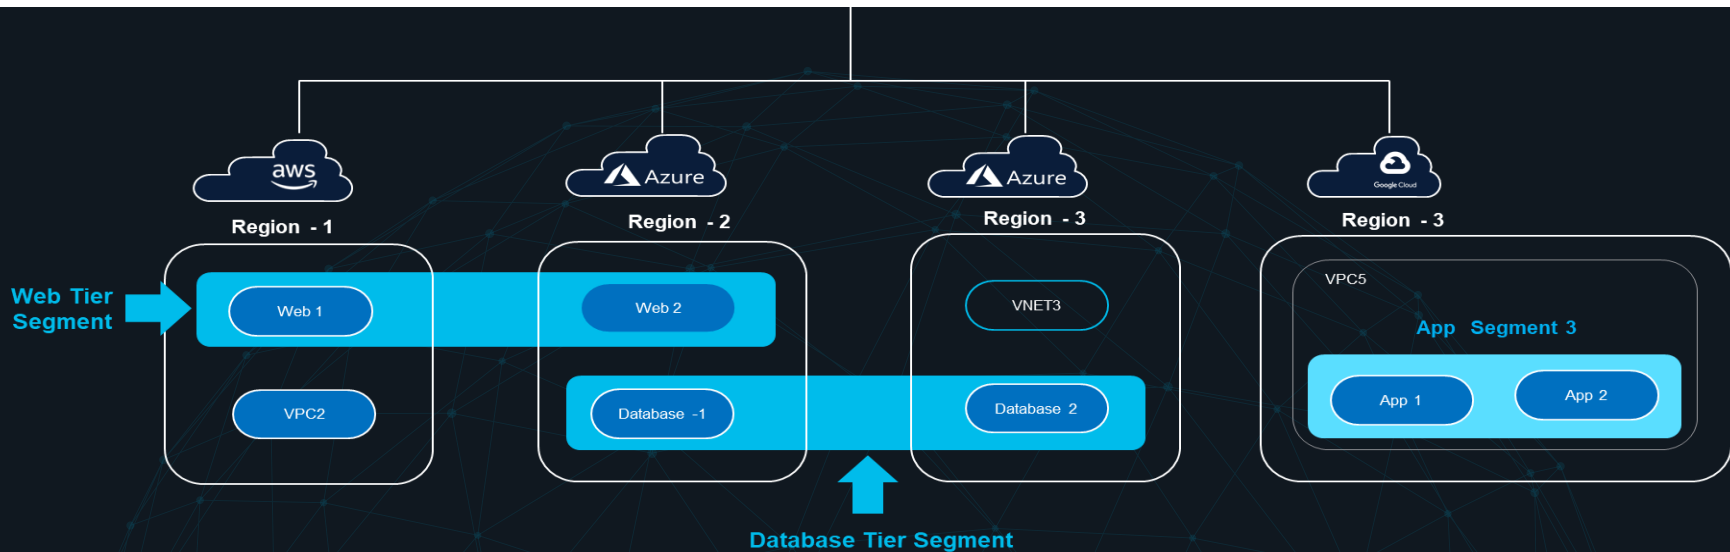 aws
Azure
Azure
Google Cloud
Region - 1
Region - 2
Region - 3
Region - 3
Web Tier
Segment
Web 1
Web 2
VNET3
VPC5
App Segment 3
VPC2
Database -1
Database 2
App 1
App 2
Database Tier Segment